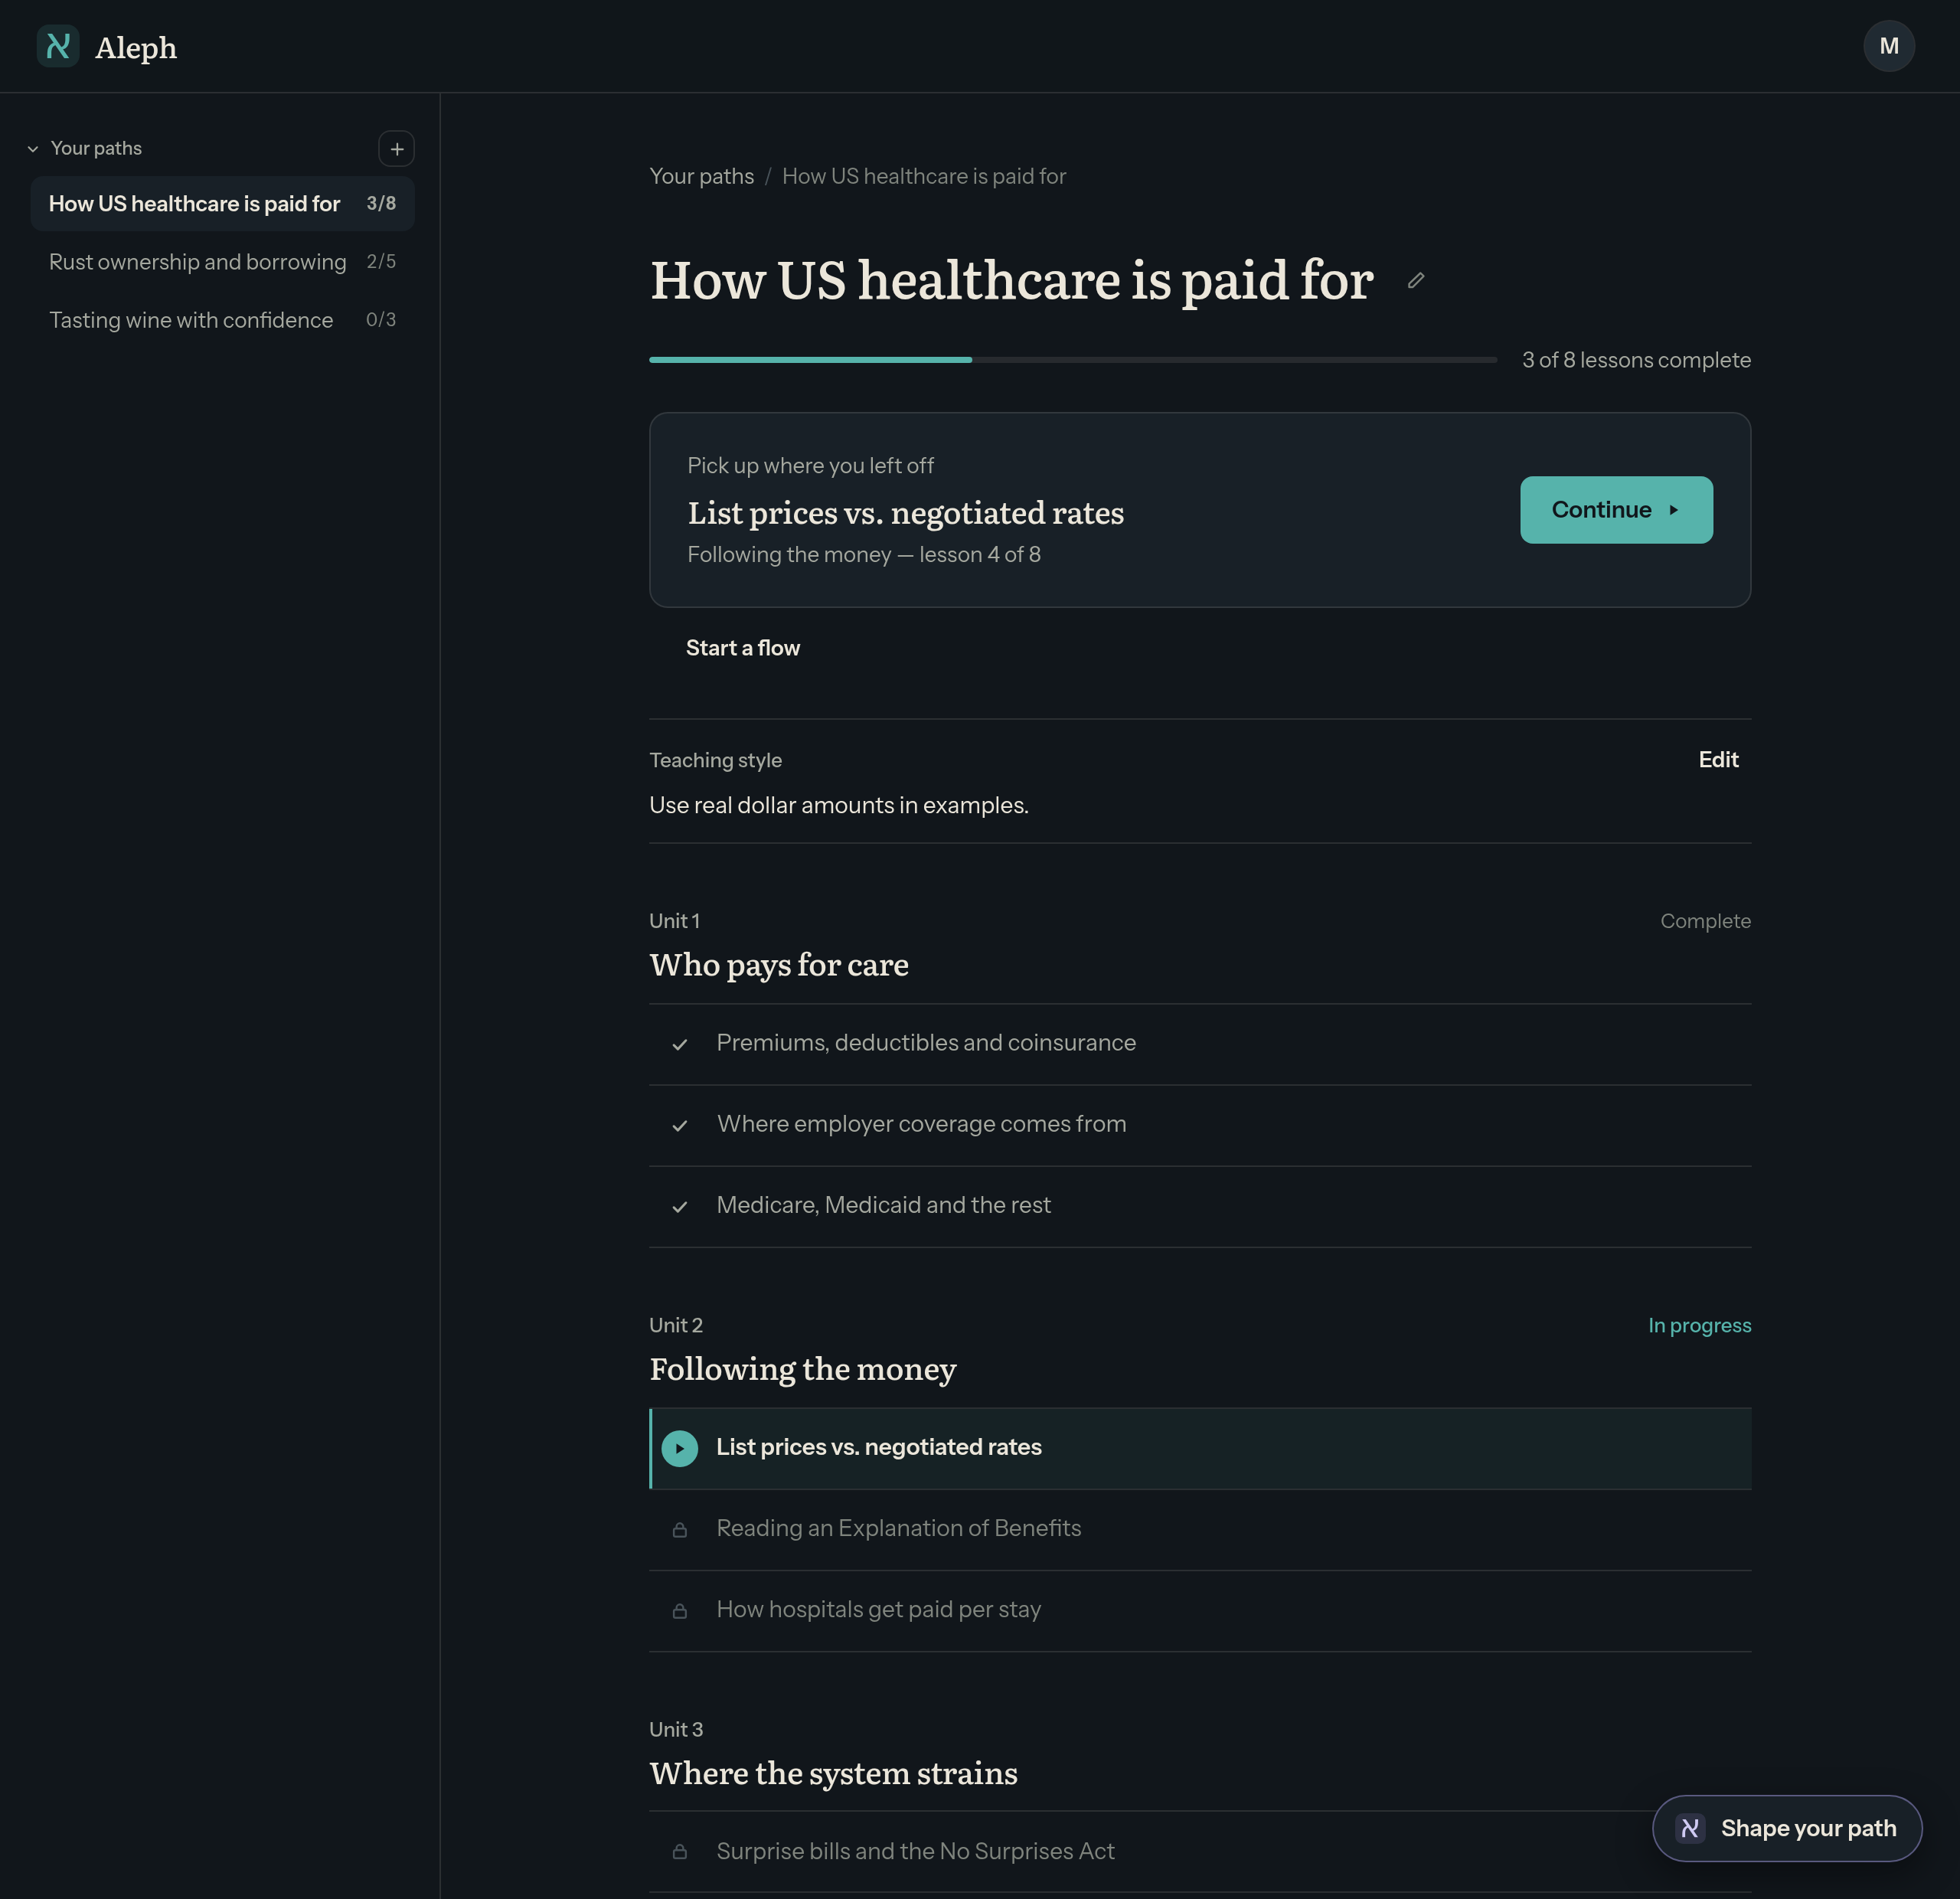 Aleph
M
Your paths
How US healthcare is paid for 3/8
Rust ownership and borrowing 2/5
Tasting wine with confidence 0/3
Your paths / How US healthcare is paid for
How US healthcare is paid for
3 of 8 lessons complete
Pick up where you left off
List prices vs. negotiated rates
Following the money — lesson 4 of 8
Continue
Start a flow
Teaching style
Edit
Use real dollar amounts in examples.
Unit 1
Complete
Who pays for care
Premiums, deductibles and coinsurance
Where employer coverage comes from
Medicare, Medicaid and the rest
Unit 2
In progress
Following the money
List prices vs. negotiated rates
Reading an Explanation of Benefits
How hospitals get paid per stay
Unit 3
Where the system strains
Surprise bills and the No Surprises Act
Shape your path